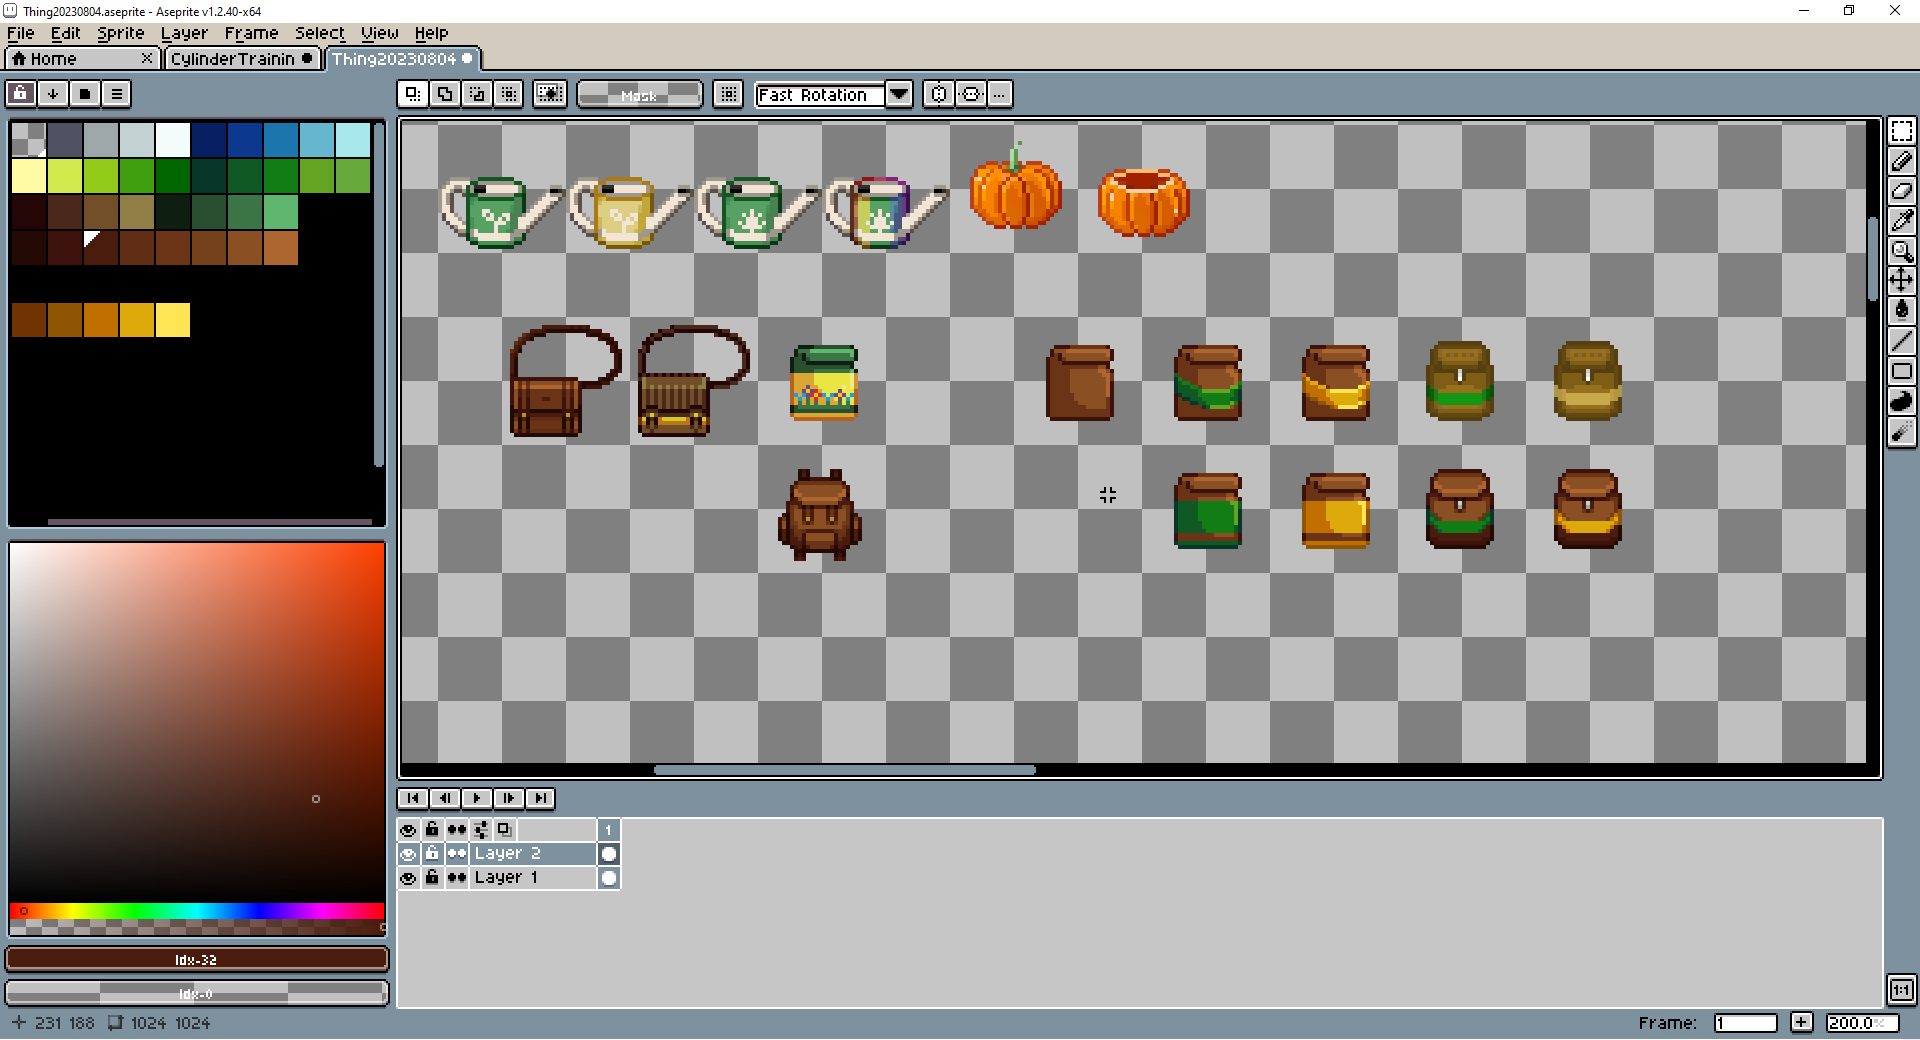 Thing20230804.aseprite - Aseprite v1.2.40-x64
File Edit Sprite Layer Frame Select View Help
Home CylinderTrainin Thing20230804
Mask Fast Rotation ...
1
Layer 2
Layer 1
Idx-32
Idx-0
1:1
231 188 1024 1024 Frame: 1 + 200.0%